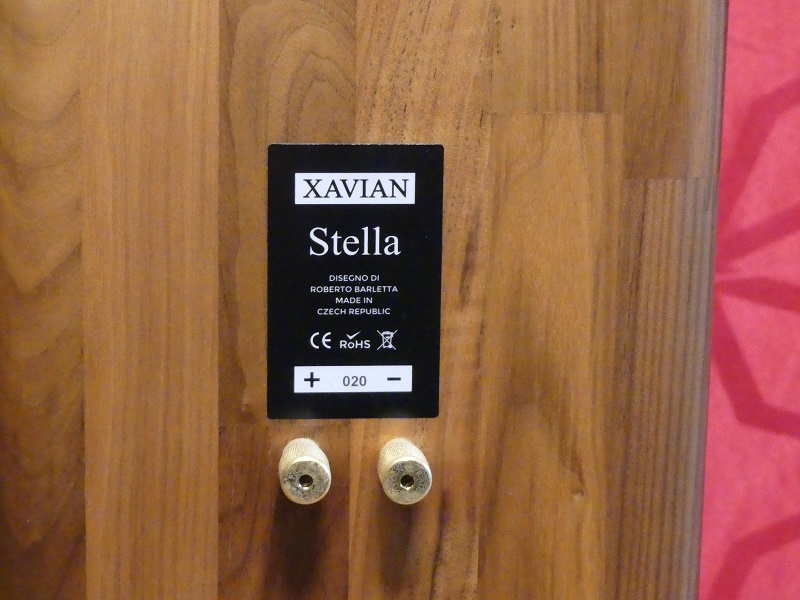 XAVIAN
Stella
DISEGNO DI
ROBERTO BARLETTA
MADE IN
CZECH REPUBLIC
CE RoHS
+ 020 −